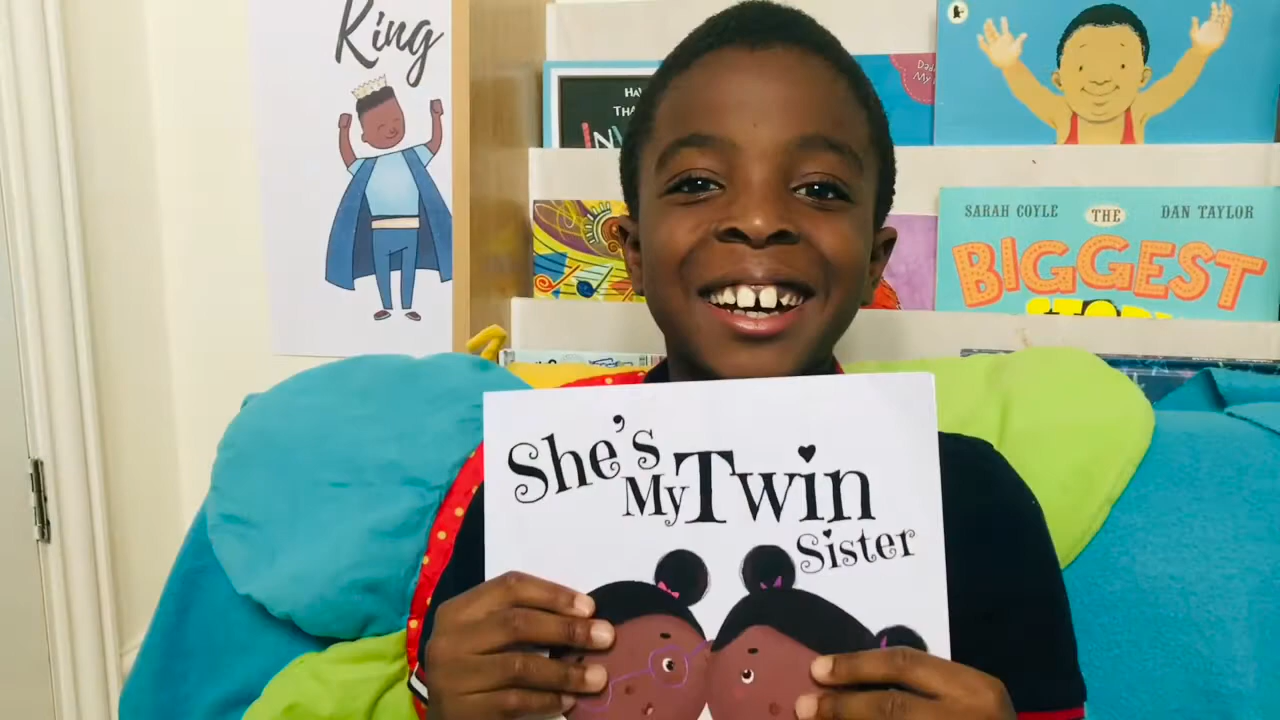 King
SARAH COYLE THE DAN TAYLOR
BIGGEST
She's
My Twin
Sister